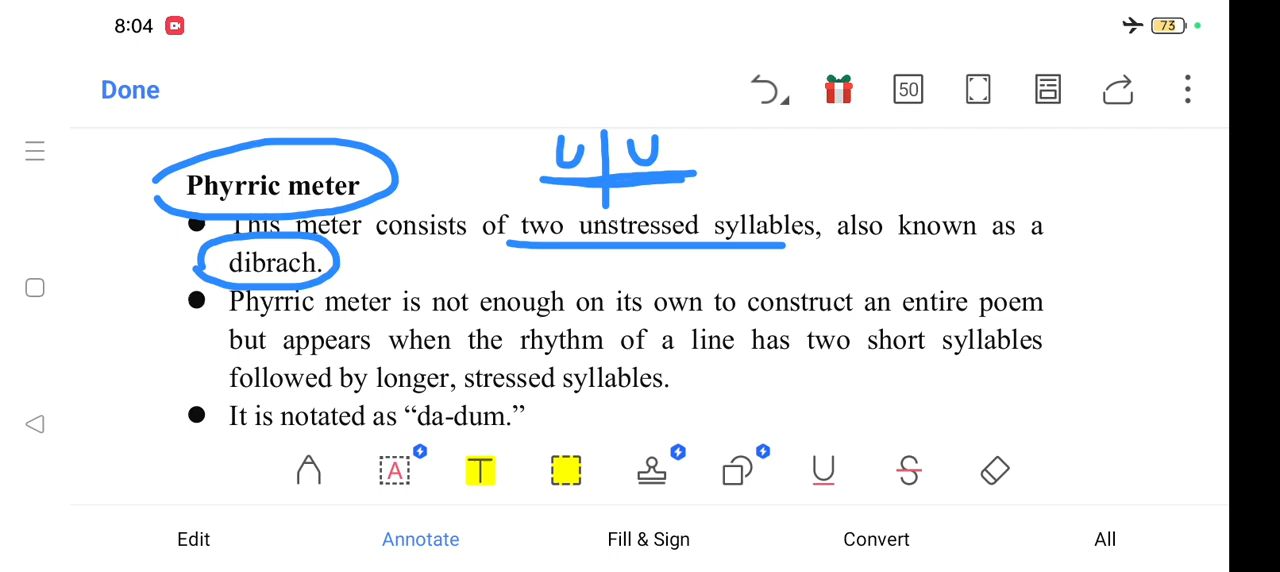 8:04
73
Done
50
U U
Phyrric meter
● This meter consists of two unstressed syllables, also known as a
dibrach.
● Phyrric meter is not enough on its own to construct an entire poem
but appears when the rhythm of a line has two short syllables
followed by longer, stressed syllables.
● It is notated as “da-dum.”
A T U S
Edit Annotate Fill & Sign Convert All